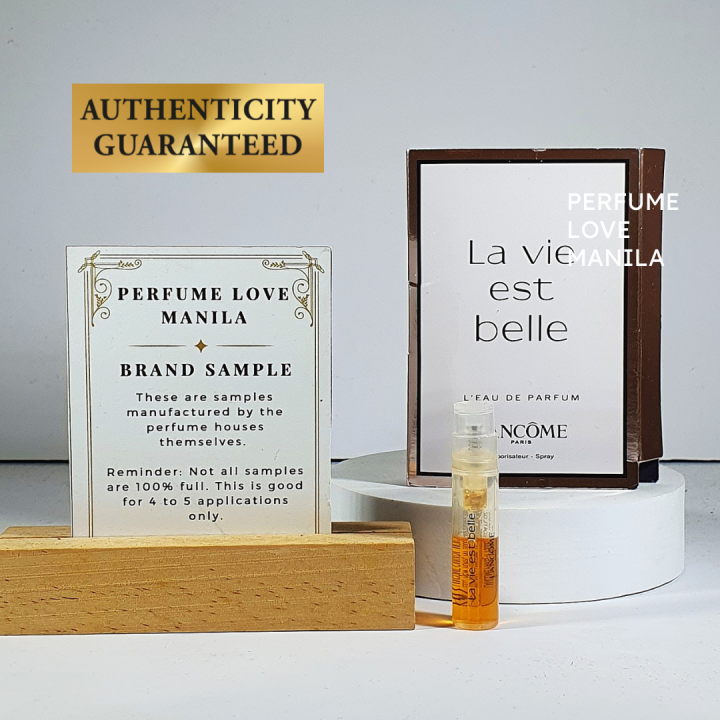 AUTHENTICITY
GUARANTEED
PERFUME LOVE
MANILA
BRAND SAMPLE
These are samples
manufactured by the
perfume houses
themselves.
Reminder: Not all samples
are 100% full. This is good
for 4 to 5 applications
only.
La vie
est
belle
L'EAU DE PARFUM
PARIS
- Spray
PERFUME
LOVE
MANILA
La vie est belle